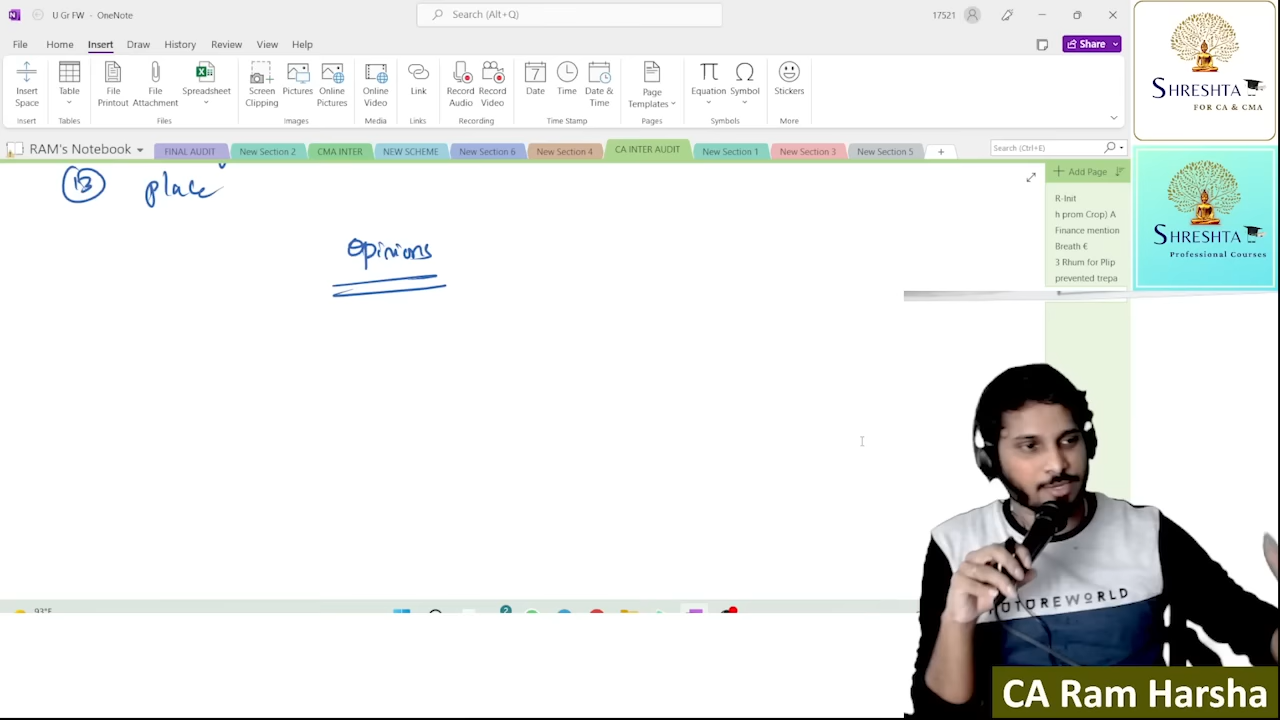 U Gr FW - OneNote
Search (Alt+Q)
17521
File Home Insert Draw History Review View Help
Share
Insert Space
Table
File Printout
File Attachment
Spreadsheet
Screen Clipping
Pictures
Online Pictures
Online Video
Link
Record Audio
Record Video
Date
Time
Date & Time
Page Templates
Equation
Symbol
Stickers
Insert Tables Files Images Media Links Recording Time Stamp Pages Symbols More
RAM's Notebook
FINAL AUDIT New Section 2 CMA INTER NEW SCHEME New Section 6 New Section 4 CA INTER AUDIT New Section 1 New Section 3 New Section 5 +
Search (Ctrl+E)
Add Page
R-Init
h prom Crop) A
Finance mention
Breath €
3 Rhum for Plip
prevented trepa
13 place
Opinions
93°F
2
SHRESHTA
FOR CA & CMA
SHRESHTA
Professional Courses
FUTUREWORLD
CA Ram Harsha